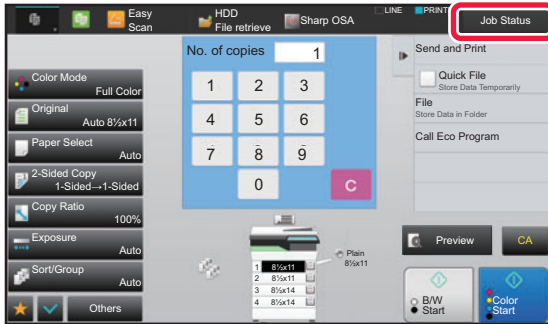 Easy
Scan
HDD
File retrieve
Sharp OSA
LINE
PRINT
Job Status
No. of copies
1
Send and Print
Quick File
Store Data Temporarily
File
Store Data in Folder
Call Eco Program
Color Mode
Full Color
Original
Auto 8½x11
Paper Select
Auto
2-Sided Copy
1-Sided→1-Sided
Copy Ratio
100%
Exposure
Auto
Sort/Group
Auto
Others
1 2 3
4 5 6
7 8 9
0 C
Plain
8½x11
1 8½x11
2 8½x11
3 8½x14
4 8½x14
Preview
CA
B/W
Start
Color
Start